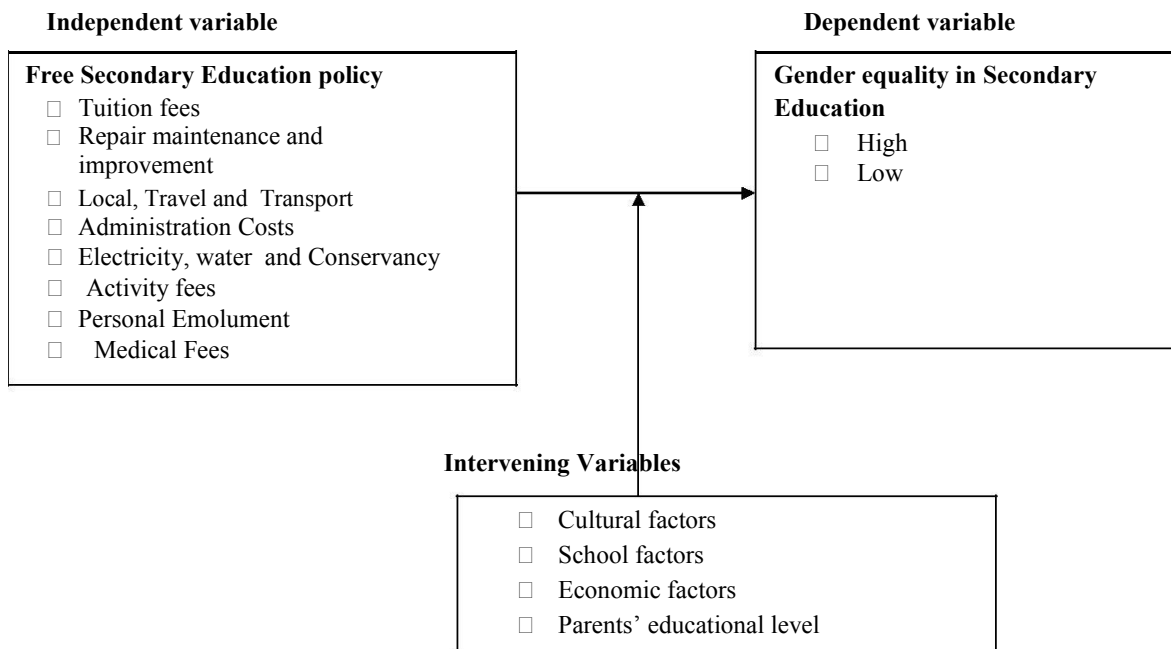 Independent variable
Dependent variable
Free Secondary Education policy
□ Tuition fees
□ Repair maintenance and
improvement
□ Local, Travel and Transport
□ Administration Costs
□ Electricity, water and Conservancy
□ Activity fees
□ Personal Emolument
□ Medical Fees
Gender equality in Secondary
Education
□ High
□ Low
Intervening Variables
□ Cultural factors
□ School factors
□ Economic factors
□ Parents’ educational level